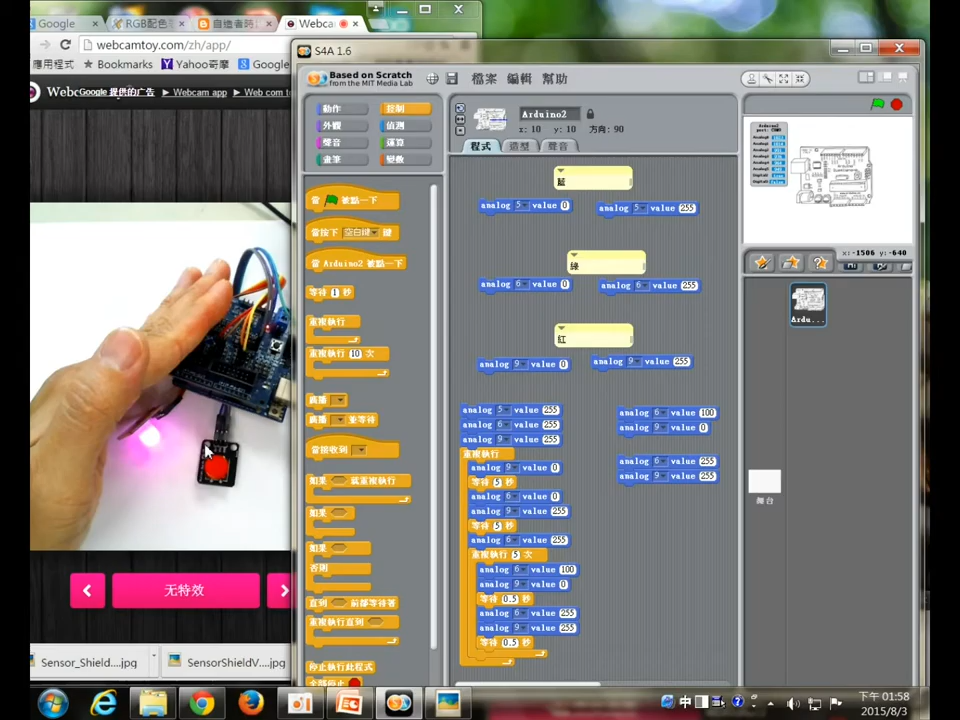 Google
RGB配色
自造者時
Webca
webcamtoy.com/zh/app/
應用程式
Bookmarks
Yahoo奇摩
Google
Google 提供的广告
Webcam app
Web com to
无特效
Sensor_Shield....jpg
SensorShieldV....jpg
S4A 1.6
Based on Scratch
from the MIT Media Lab
檔案 編輯 幫助
動作 控制
外觀 偵測
聲音 運算
畫筆 變數
當 被點一下
當按下 空白鍵 鍵
當 Arduino2 被點一下
等待 1 秒
重複執行
重複執行 10 次
廣播
廣播 並等待
當接收到
如果 就重複執行
如果
如果
否則
直到 前都等待著
重複執行直到
停止執行此程式
全部停止
Arduino2
x: 10 y: 10 方向: 90
程式 造型 聲音
藍
analog 5 value 0
analog 5 value 255
綠
analog 6 value 0
analog 6 value 255
紅
analog 9 value 0
analog 9 value 255
analog 5 value 255
analog 6 value 255
analog 9 value 255
重複執行
analog 9 value 0
等待 5 秒
analog 6 value 0
analog 9 value 255
等待 5 秒
analog 6 value 255
重複執行 5 次
analog 6 value 100
analog 9 value 0
等待 0.5 秒
analog 6 value 255
analog 9 value 255
等待 0.5 秒
analog 6 value 100
analog 9 value 0
analog 6 value 255
analog 9 value 255
Arduino2
x:-1506 y:-640
Ardu...
舞台
中
下午 01:58
2015/8/3